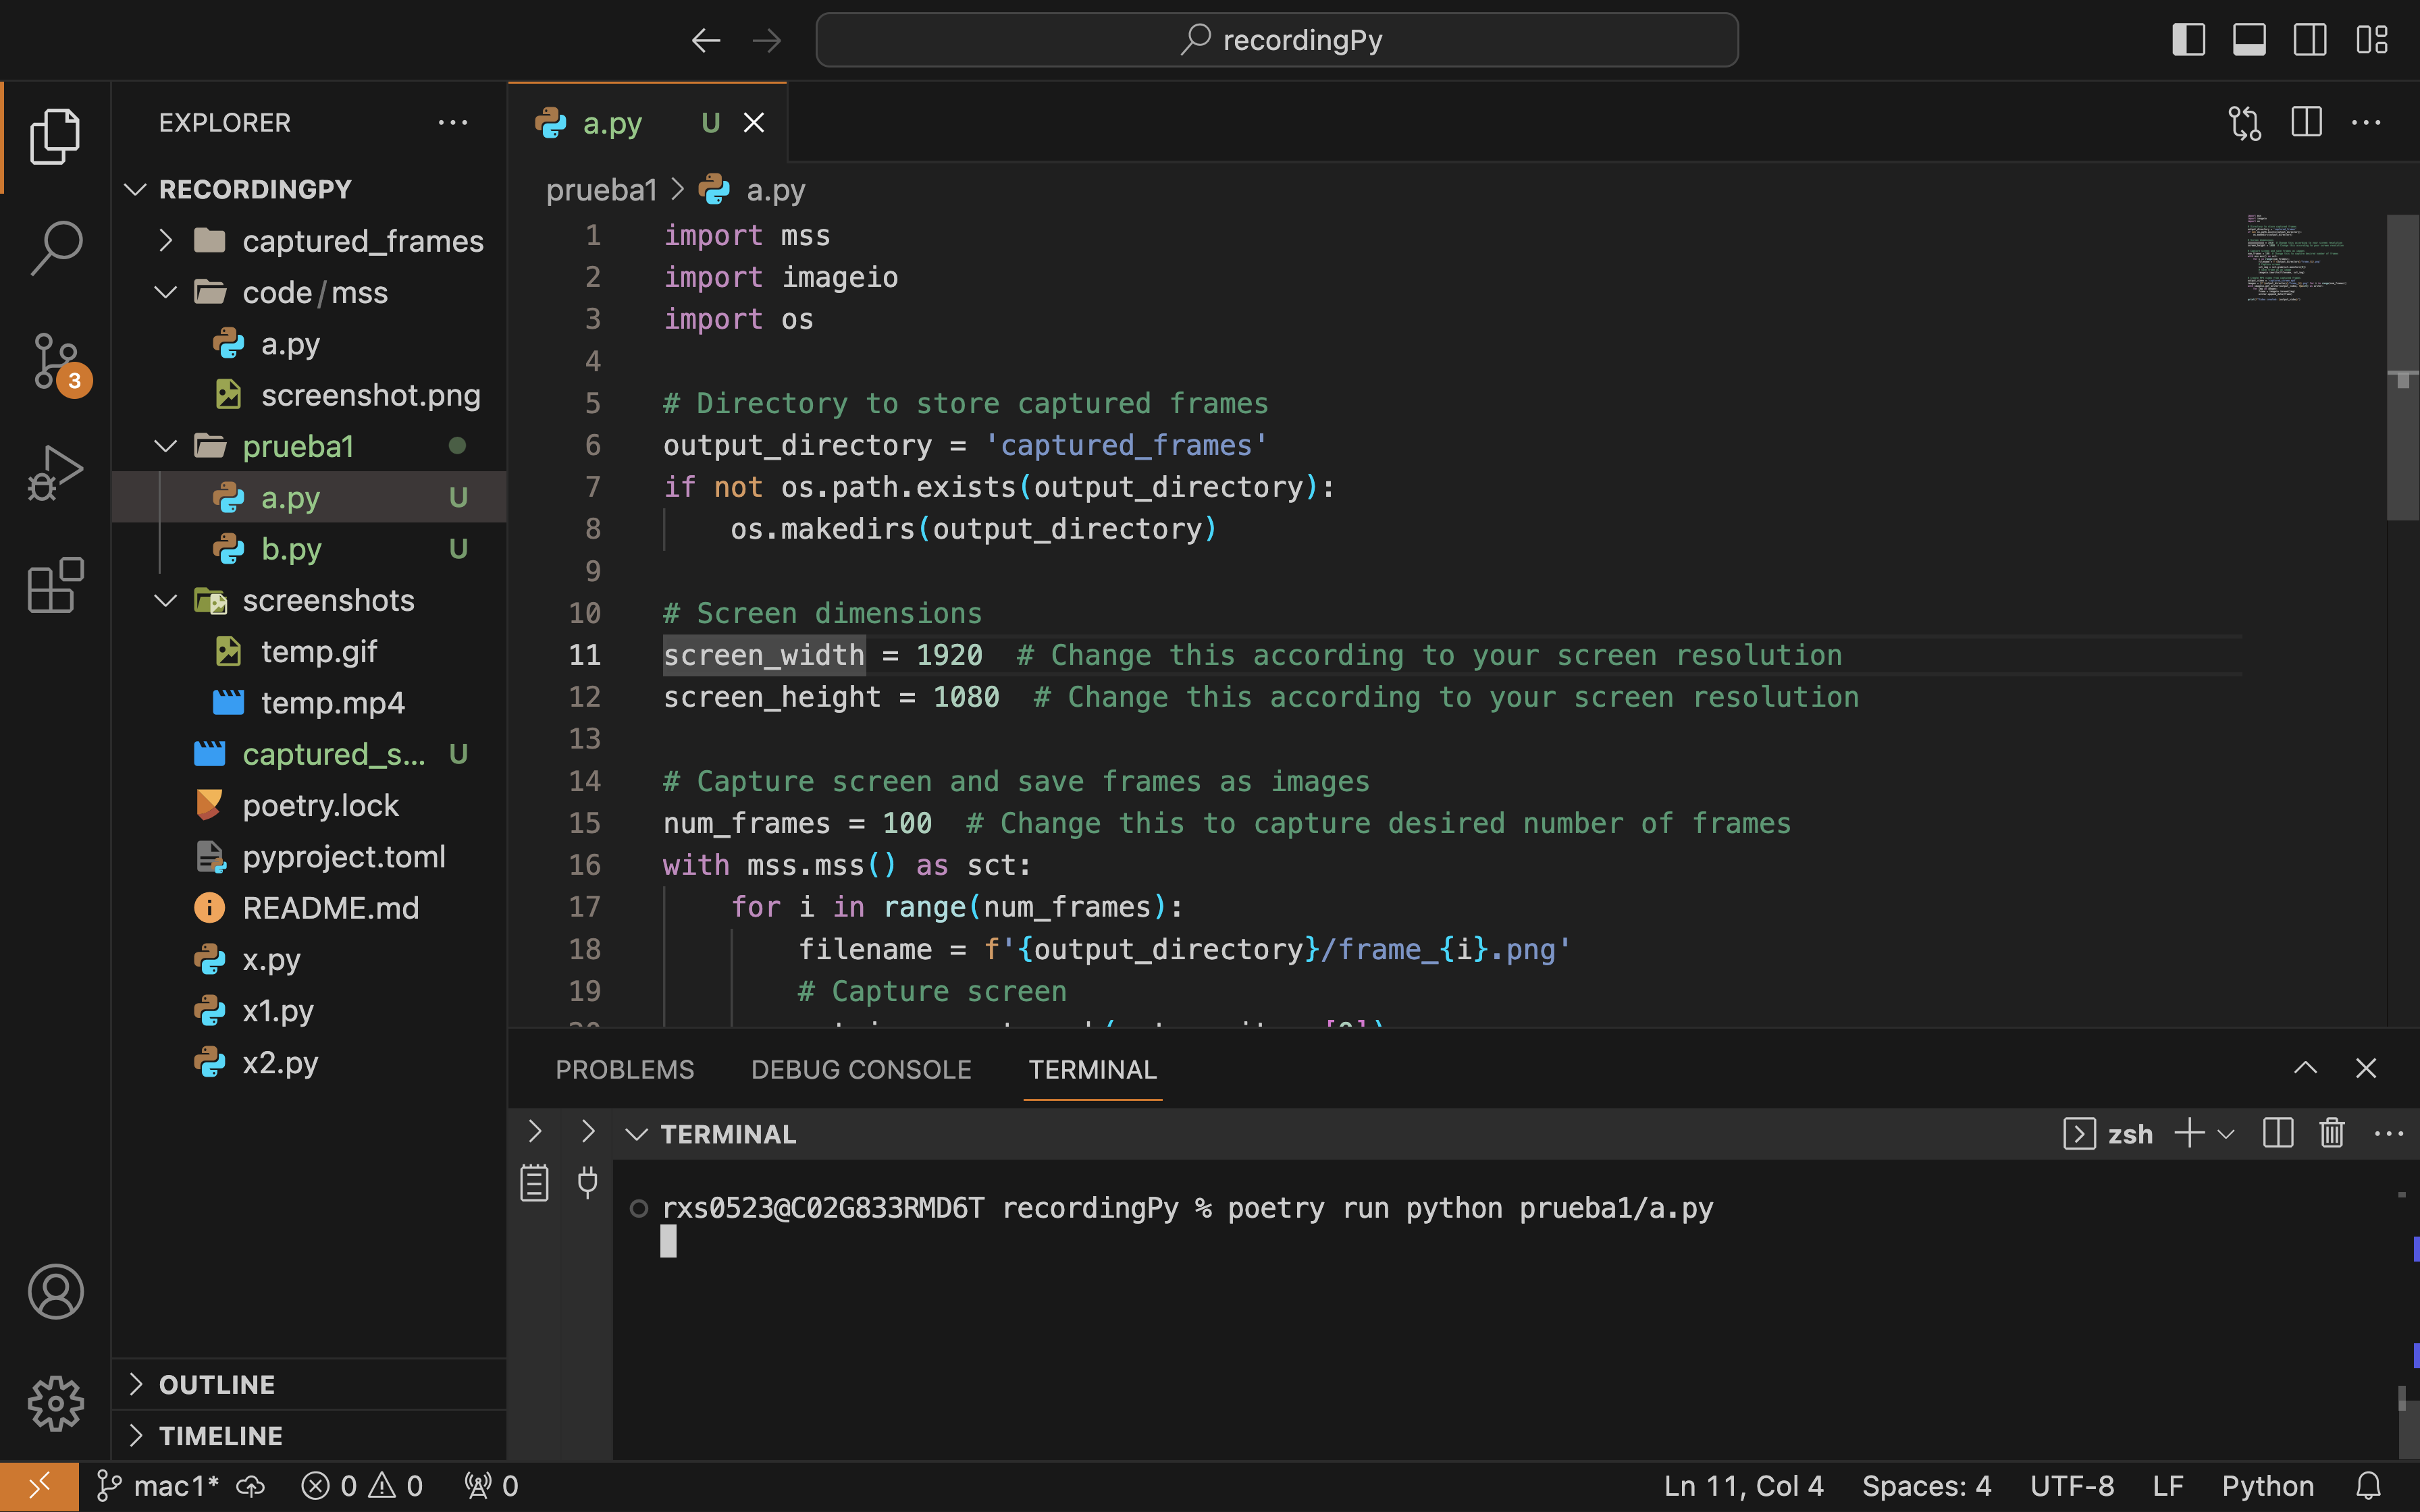 recordingPy
EXPLORER
RECORDINGPY
captured_frames
code/mss
a.py
screenshot.png
prueba1
a.py U
b.py U
screenshots
temp.gif
temp.mp4
captured_s... U
poetry.lock
pyproject.toml
README.md
x.py
x1.py
x2.py
OUTLINE
TIMELINE
3
a.py U
prueba1 > a.py
1 import mss
2 import imageio
3 import os
4
5 # Directory to store captured frames
6 output_directory = 'captured_frames'
7 if not os.path.exists(output_directory):
8 os.makedirs(output_directory)
9
10 # Screen dimensions
11 screen_width = 1920  # Change this according to your screen resolution
12 screen_height = 1080  # Change this according to your screen resolution
13
14 # Capture screen and save frames as images
15 num_frames = 100  # Change this to capture desired number of frames
16 with mss.mss() as sct:
17 for i in range(num_frames):
18 filename = f'{output_directory}/frame_{i}.png'
19 # Capture screen
PROBLEMS DEBUG CONSOLE TERMINAL
TERMINAL zsh
rxs0523@C02G833RMD6T recordingPy % poetry run python prueba1/a.py
mac1* 0 0 0 Ln 11, Col 4 Spaces: 4 UTF-8 LF Python